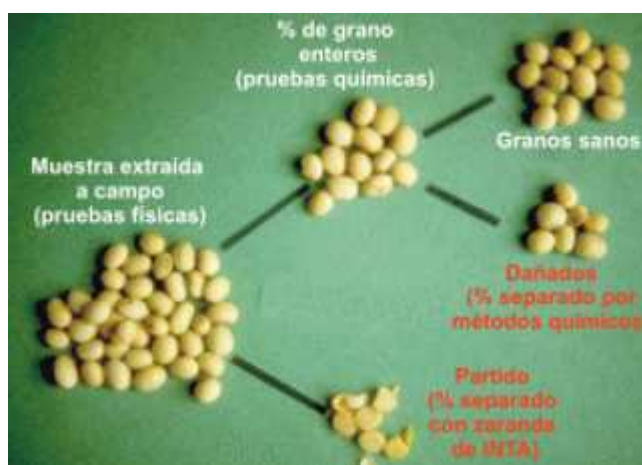 % de grano
enteros
(pruebas químicas)
Granos sanos
Muestra extraída
a campo
(pruebas físicas)
Dañados
(% separado por
métodos químicos
Partido
(% separado
con zaranda
de INTA)